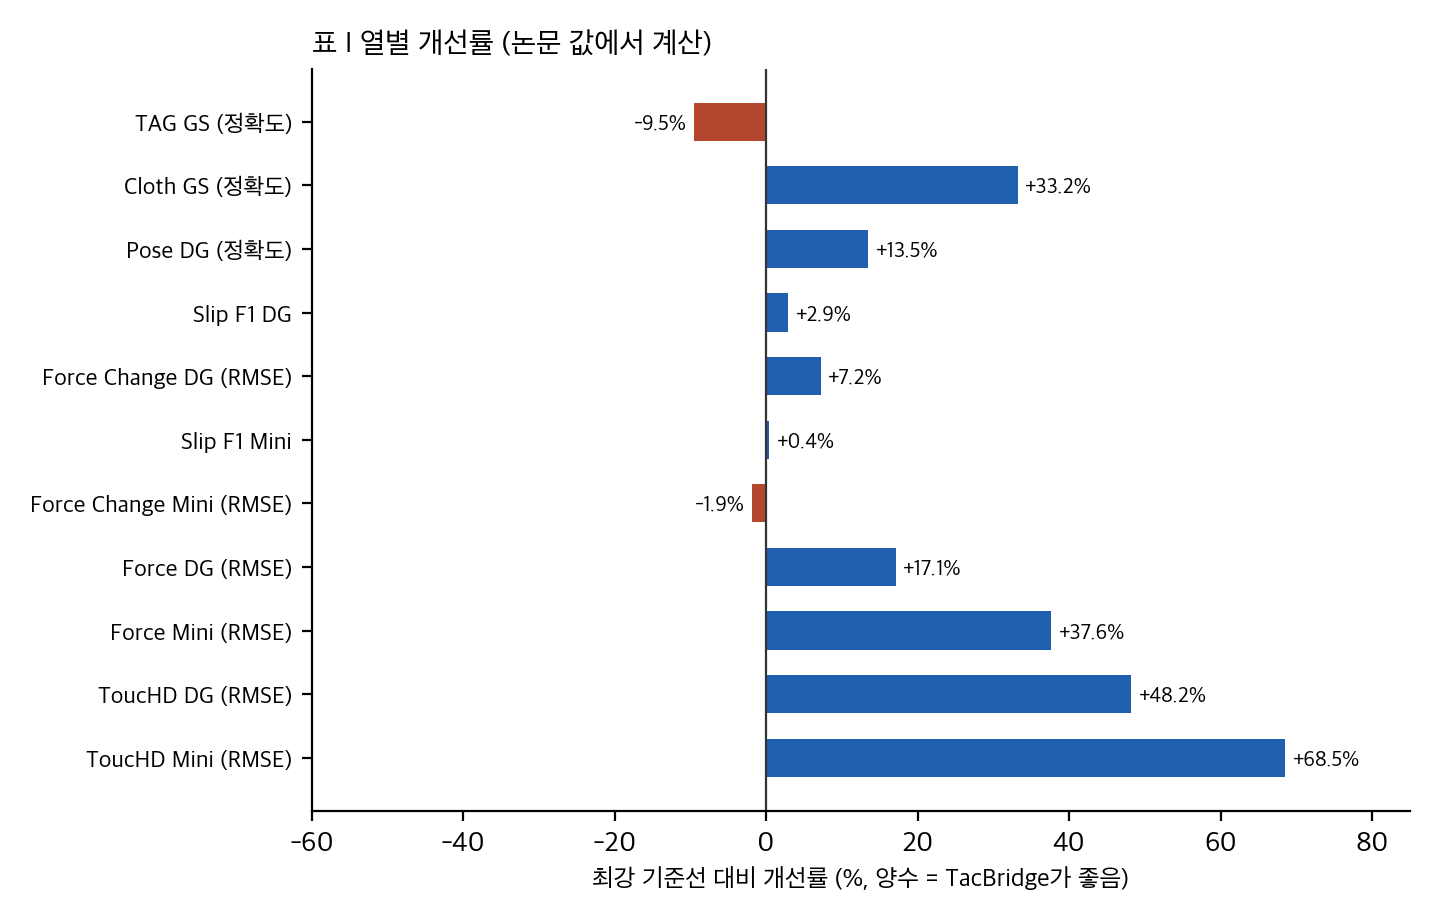 표 I 열별 개선률 (논문 값에서 계산)
TAG GS (정확도)
-9.5%
Cloth GS (정확도)
+33.2%
Pose DG (정확도)
+13.5%
Slip F1 DG
+2.9%
Force Change DG (RMSE)
+7.2%
Slip F1 Mini
+0.4%
Force Change Mini (RMSE)
-1.9%
Force DG (RMSE)
+17.1%
Force Mini (RMSE)
+37.6%
ToucHD DG (RMSE)
+48.2%
ToucHD Mini (RMSE)
+68.5%
-60 -40 -20 0 20 40 60 80
최강 기준선 대비 개선률 (%, 양수 = TacBridge가 좋음)